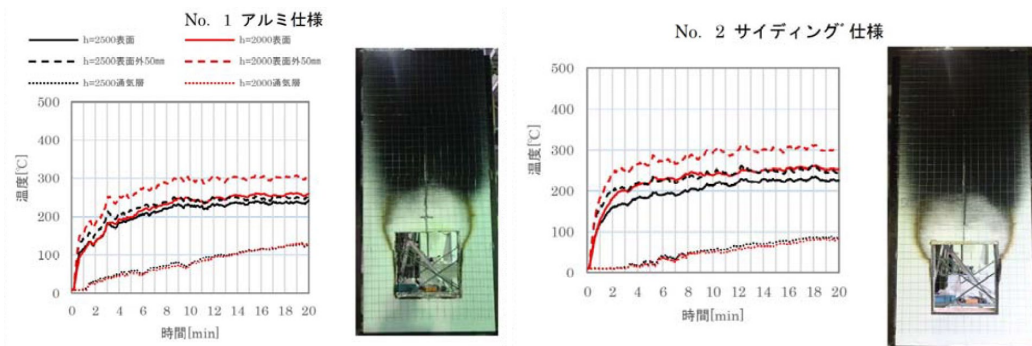 No. 1 アルミ仕様
h=2500表面
h=2000表面
h=2500表面外50㎜
h=2000表面外50㎜
h=2500通気層
h=2000通気層
温度[℃]
500
400
300
200
100
0
0 2 4 6 8 10 12 14 16 18 20
時間[min]
No. 2 サイディング仕様
温度[℃]
500
400
300
200
100
0
0 2 4 6 8 10 12 14 16 18 20
時間[min]